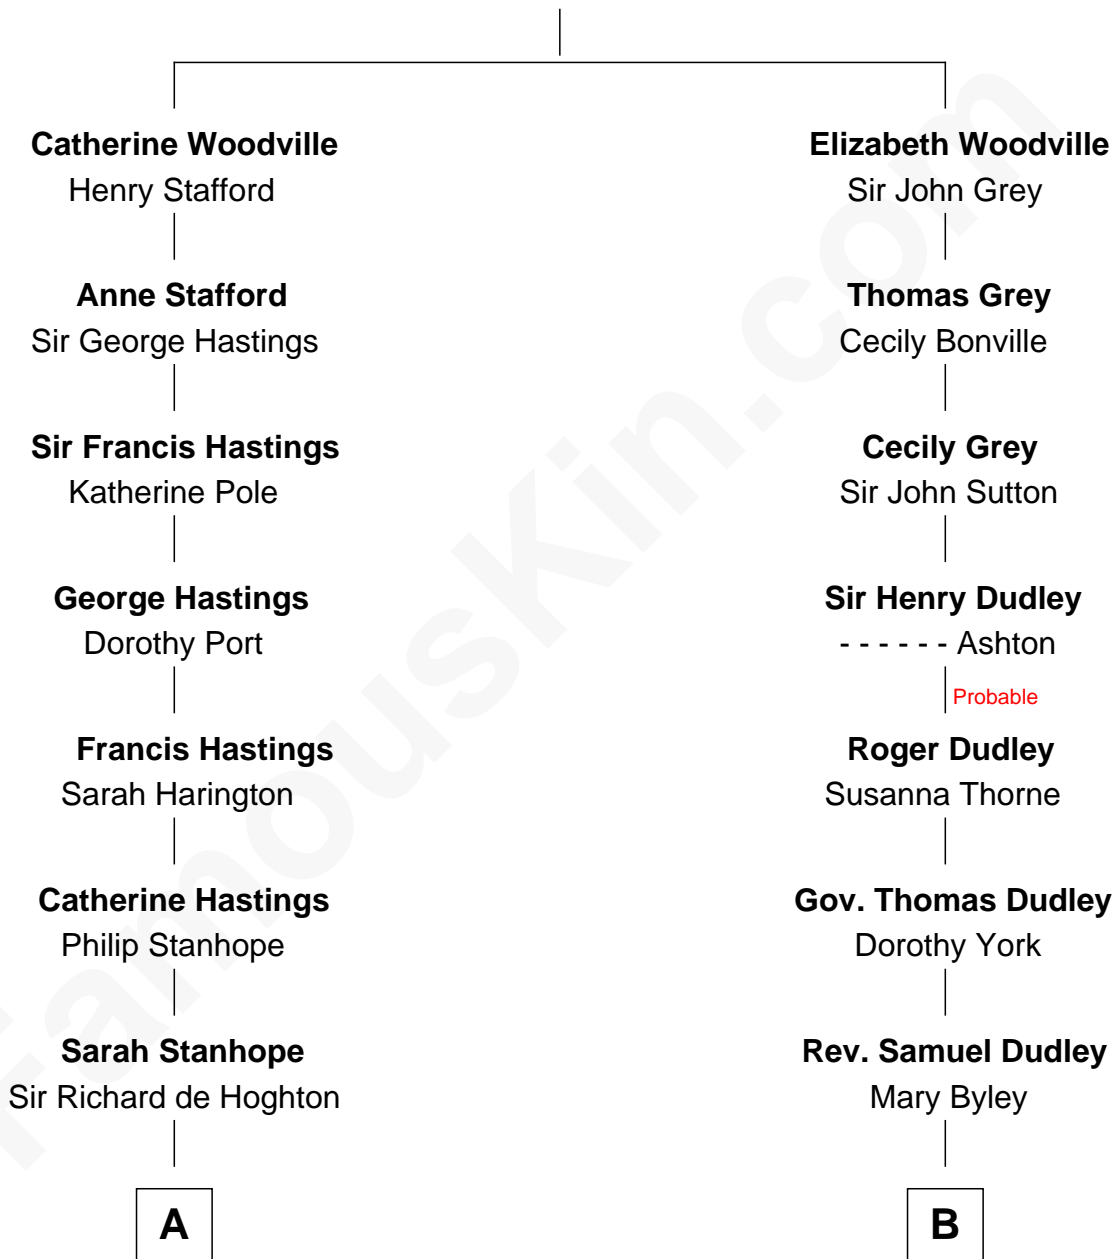 Catherine Woodville
Henry Stafford
Anne Stafford
Sir George Hastings
Sir Francis Hastings
Katherine Pole
George Hastings
Dorothy Port
Francis Hastings
Sarah Harington
Catherine Hastings
Philip Stanhope
Sarah Stanhope
Sir Richard de Hoghton
A
Elizabeth Woodville
Sir John Grey
Thomas Grey
Cecily Bonville
Cecily Grey
Sir John Sutton
Sir Henry Dudley
- - - - - - Ashton
Probable
Roger Dudley
Susanna Thorne
Gov. Thomas Dudley
Dorothy York
Rev. Samuel Dudley
Mary Byley
B
FamousKin.com